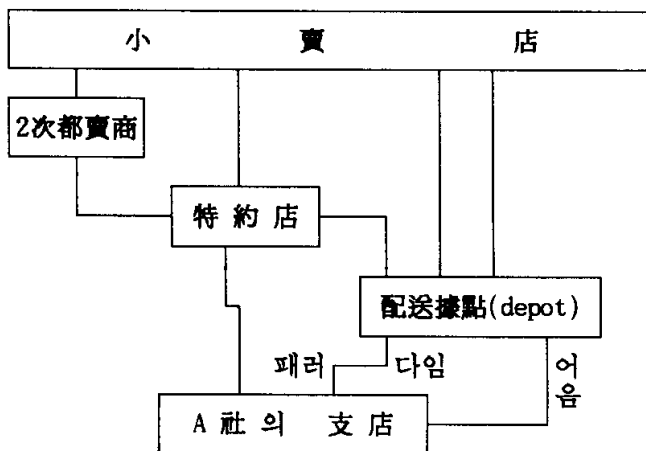 小 賣 店
2次都賣商
特 約 店
配送據點(depot)
패러 다임
어음
A 社 의 支 店